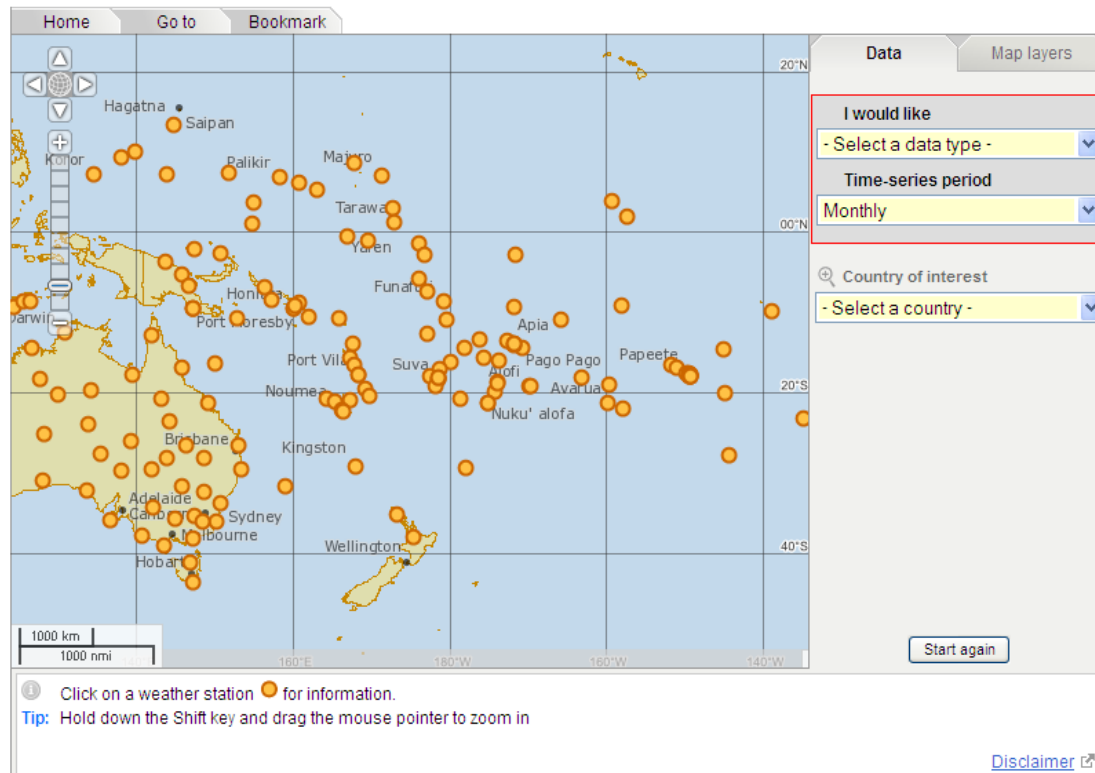 Home Go to Bookmark
Data Map layers
20°N
Hagatna
Saipan
I would like
- Select a data type -
Koror Palikir Majuro
Time-series period
Tarawa
Monthly
00°N
Yaren
Country of interest
Funafuti
Honiara
- Select a country -
Darwin Port Moresby Apia
Port Vila Suva Alofi Pago Pago Papeete
Noumea Avarua 20°S
Nuku' alofa
Brisbane Kingston
Adelaide
Canberra Sydney
Melbourne Wellington 40°S
Hobart
1000 km
1000 nmi
140°E 160°E 180°W 160°W 140°W
Start again
Click on a weather station for information.
Tip: Hold down the Shift key and drag the mouse pointer to zoom in
Disclaimer